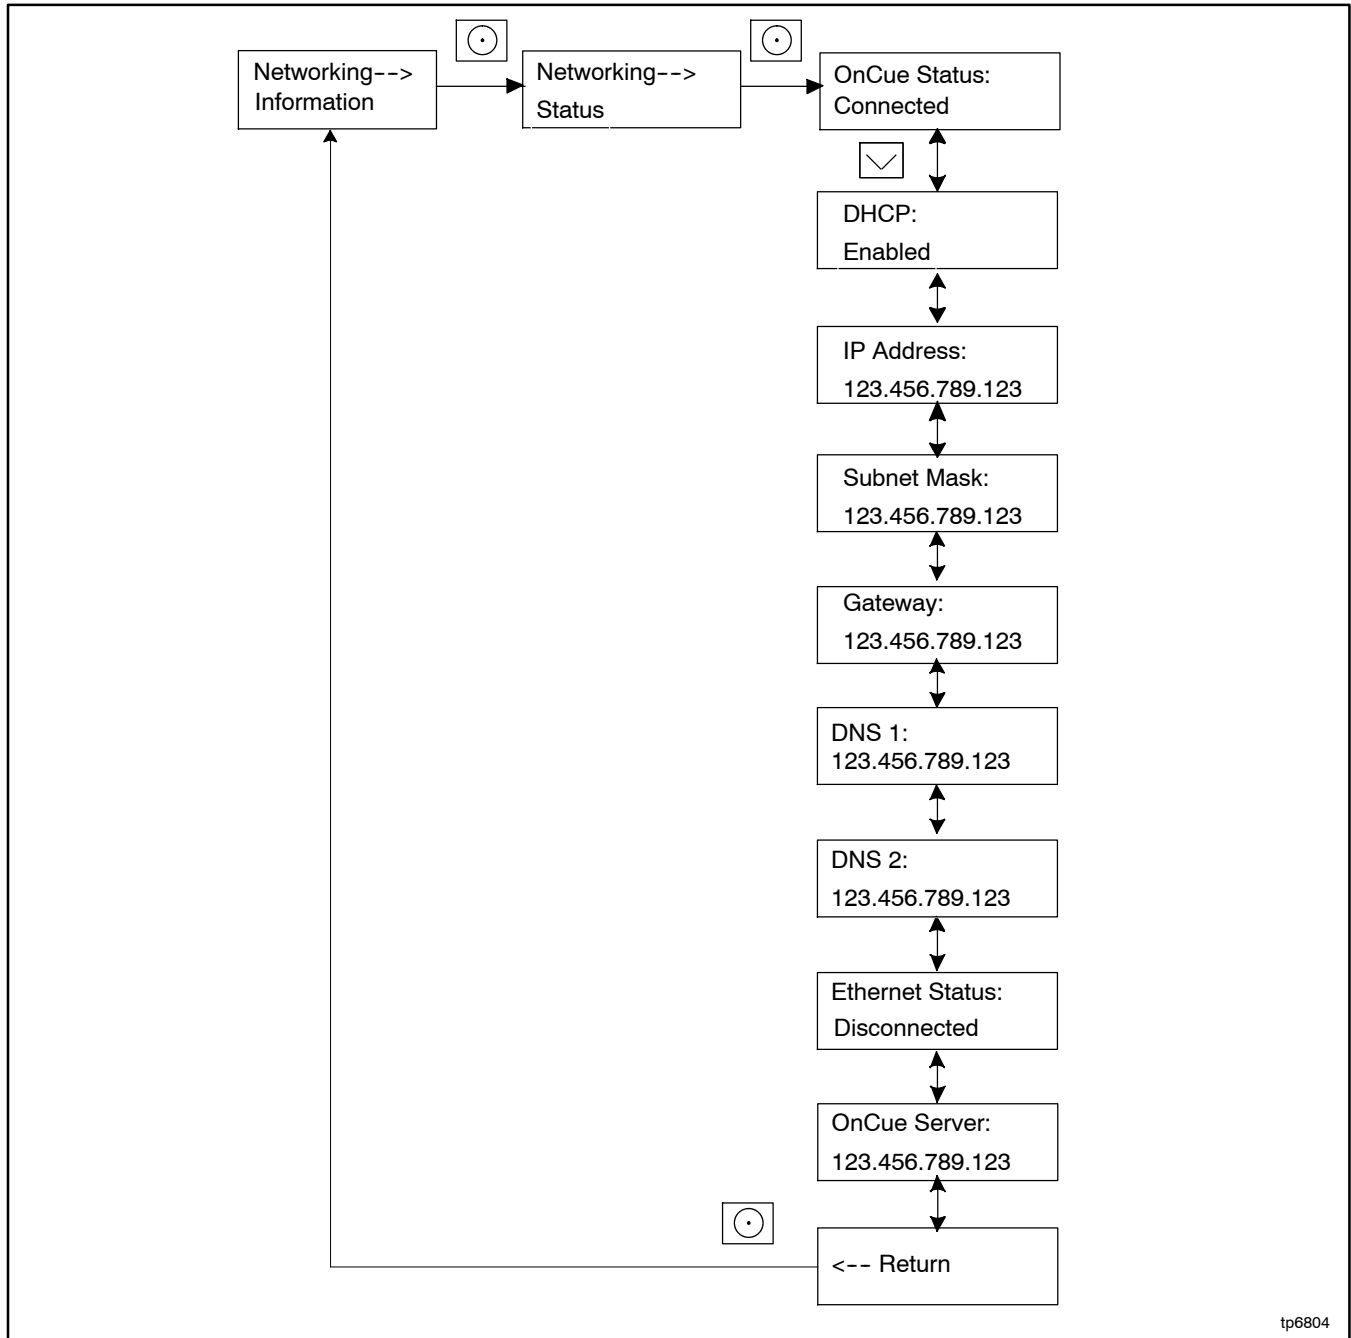 Networking-->
Information
Networking-->
Status
OnCue Status:
Connected
DHCP:
Enabled
IP Address:
123.456.789.123
Subnet Mask:
123.456.789.123
Gateway:
123.456.789.123
DNS 1:
123.456.789.123
DNS 2:
123.456.789.123
Ethernet Status:
Disconnected
OnCue Server:
123.456.789.123
<-- Return
tp6804